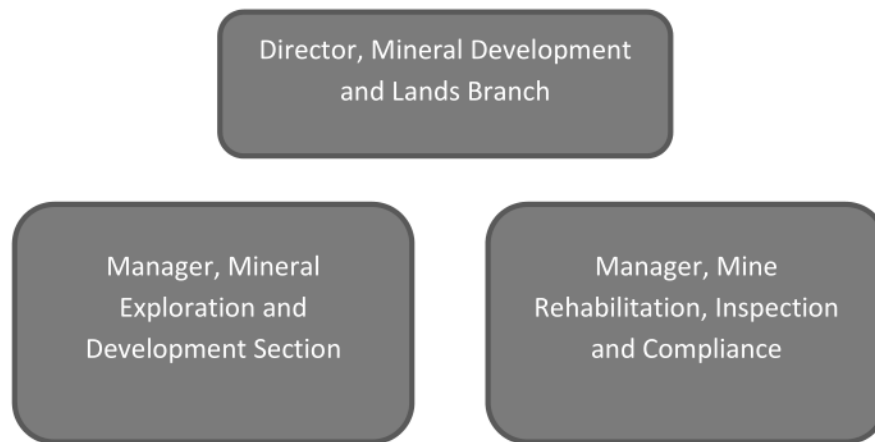 Director, Mineral Development
and Lands Branch
Manager, Mineral
Exploration and
Development Section
Manager, Mine
Rehabilitation, Inspection
and Compliance